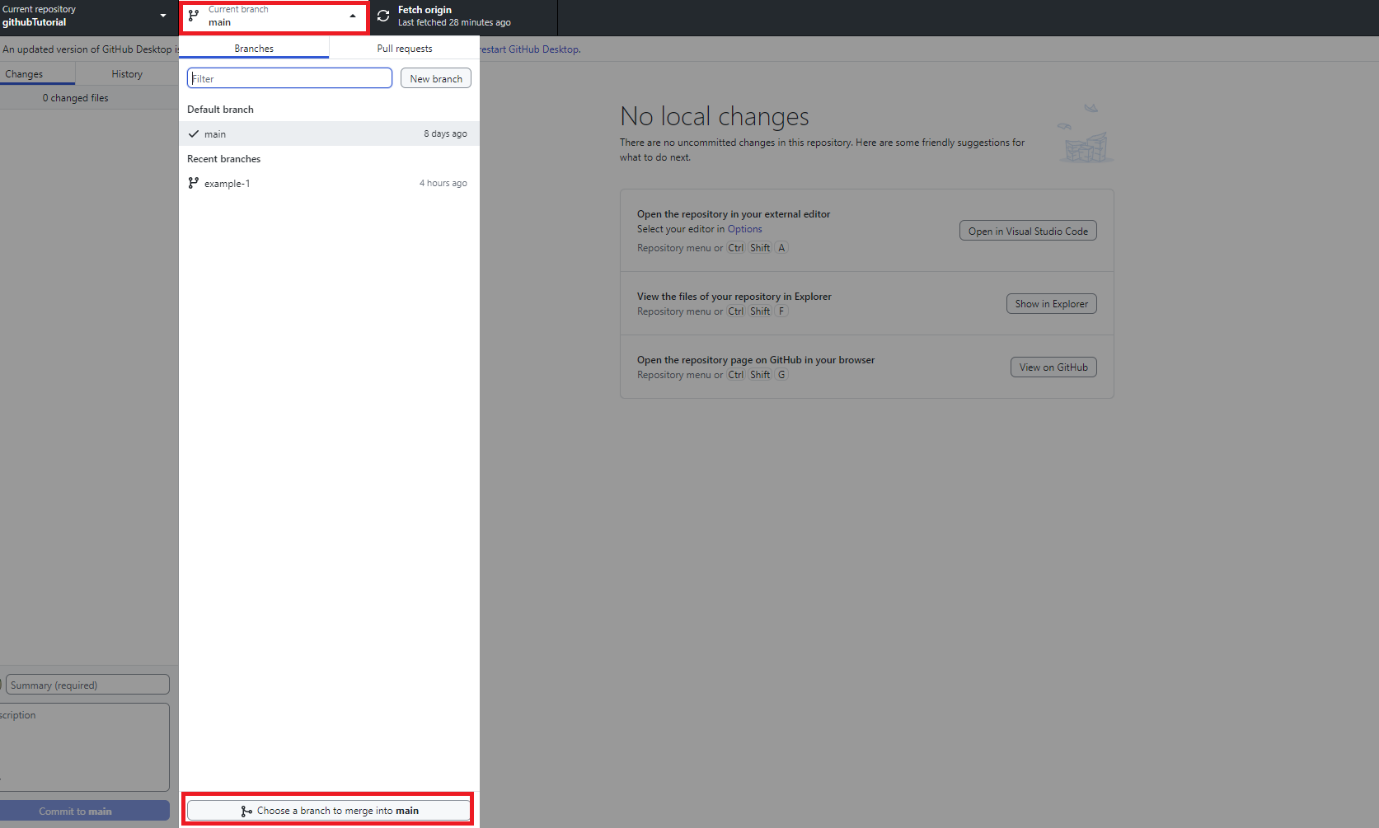 Current repository
githubTutorial
Current branch
main
Fetch origin
Last fetched 28 minutes ago
An updated version of GitHub Desktop is
restart GitHub Desktop.
Changes
History
0 changed files
Branches
Pull requests
Filter
New branch
Default branch
main
8 days ago
Recent branches
example-1
4 hours ago
No local changes
There are no uncommitted changes in this repository. Here are some friendly suggestions for
what to do next.
Open the repository in your external editor
Select your editor in Options
Repository menu or Ctrl Shift A
Open in Visual Studio Code
View the files of your repository in Explorer
Repository menu or Ctrl Shift F
Show in Explorer
Open the repository page on GitHub in your browser
Repository menu or Ctrl Shift G
View on GitHub
Summary (required)
scription
Commit to main
Choose a branch to merge into main